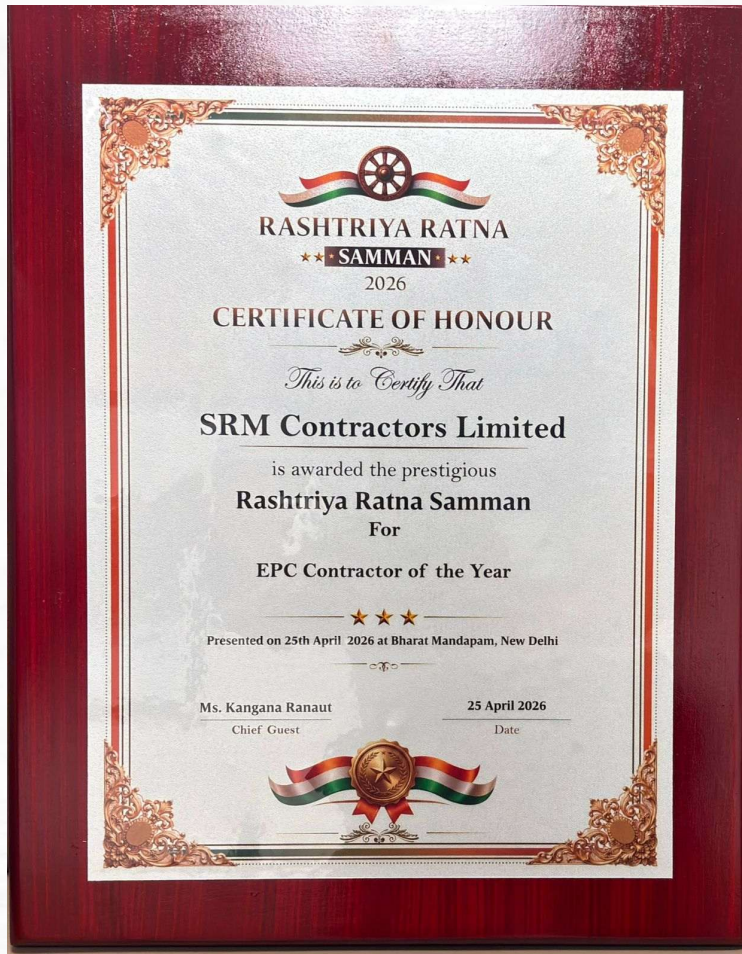 RASHTRIYA RATNA
SAMMAN
2026
CERTIFICATE OF HONOUR
This is to Certify That
SRM Contractors Limited
is awarded the prestigious
Rashtriya Ratna Samman
For
EPC Contractor of the Year
Presented on 25th April 2026 at Bharat Mandapam, New Delhi
Ms. Kangana Ranaut
Chief Guest
25 April 2026
Date